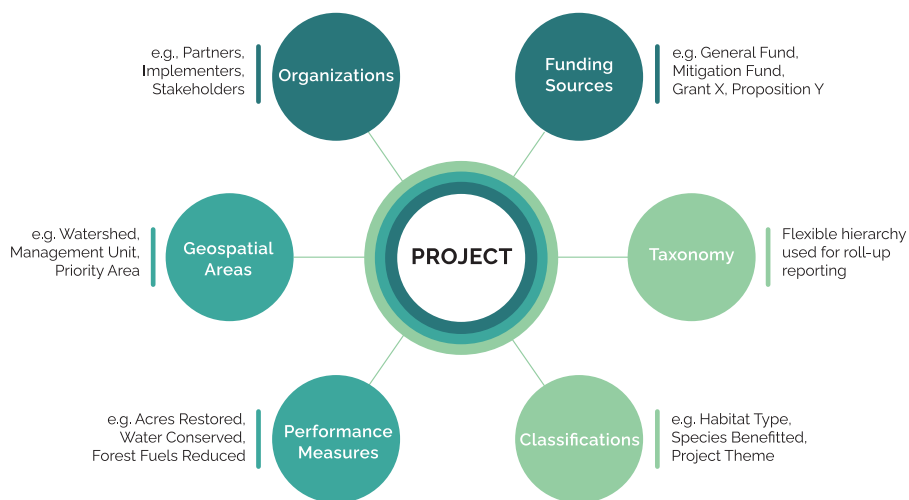 e.g., Partners,
Implementers,
Stakeholders
Organizations
Funding
Sources
e.g. General Fund,
Mitigation Fund,
Grant X, Proposition Y
e.g. Watershed,
Management Unit,
Priority Area
Geospatial
Areas
PROJECT
Taxonomy
Flexible hierarchy
used for roll-up
reporting
e.g. Acres Restored,
Water Conserved,
Forest Fuels Reduced
Performance
Measures
Classifications
e.g. Habitat Type,
Species Benefitted,
Project Theme